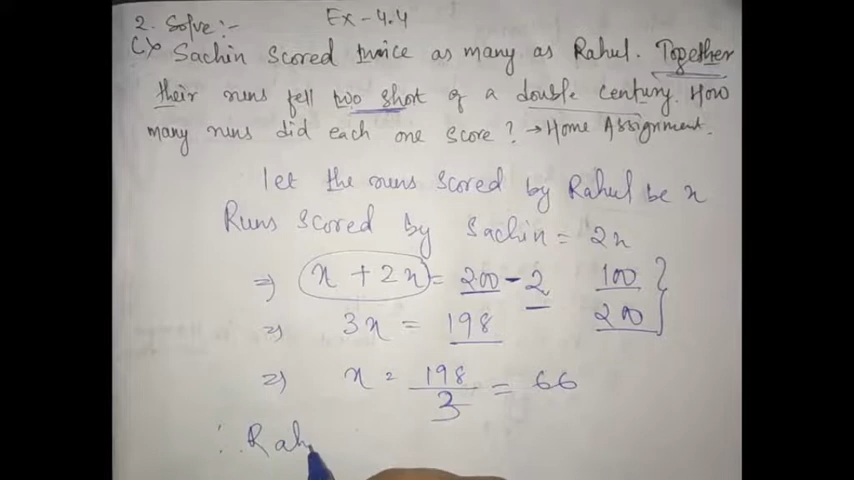 2. Solve :-   Ex - 4.4
(C) Sachin scored twice as many as Rahul. Together
their runs fell two short of a double century. How
many runs did each one score? → Home Assignment.
let the runs scored by Rahul be x
Runs scored by Sachin = 2x
⇒ x + 2x = 200 - 2   100
⇒ 3x = 198   200
⇒ x = 198/3 = 66
∴ Rah